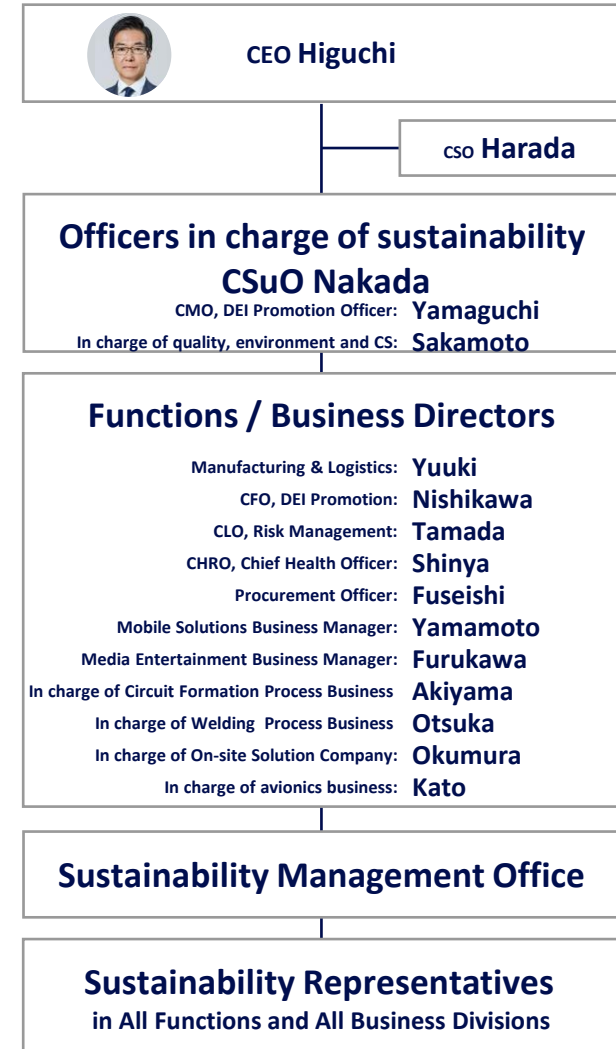 CEO Higuchi
CSO Harada
Officers in charge of sustainability
CSuO Nakada
CMO, DEI Promotion Officer: Yamaguchi
In charge of quality, environment and CS: Sakamoto
Functions / Business Directors
Manufacturing & Logistics: Yuuki
CFO, DEI Promotion: Nishikawa
CLO, Risk Management: Tamada
CHRO, Chief Health Officer: Shinya
Procurement Officer: Fuseishi
Mobile Solutions Business Manager: Yamamoto
Media Entertainment Business Manager: Furukawa
In charge of Circuit Formation Process Business Akiyama
In charge of Welding Process Business Otsuka
In charge of On-site Solution Company: Okumura
In charge of avionics business: Kato
Sustainability Management Office
Sustainability Representatives
in All Functions and All Business Divisions